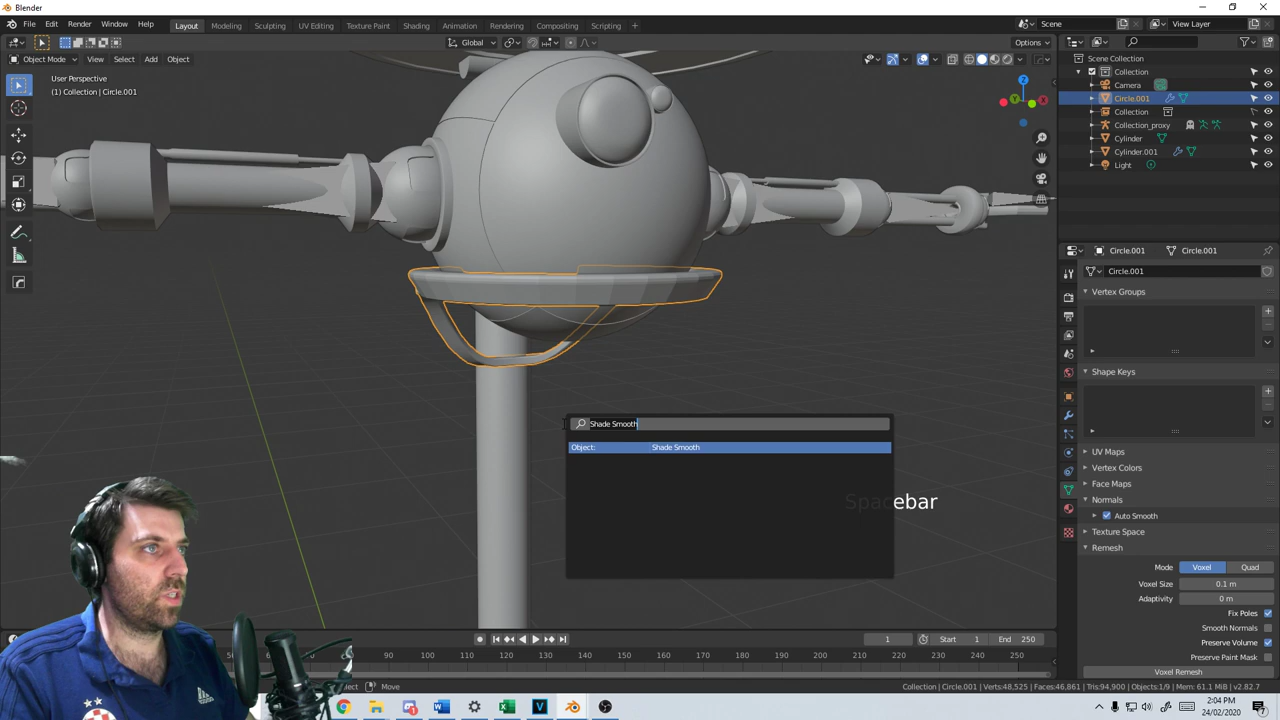 Blender
File Edit Render Window Help Layout Modeling Sculpting UV Editing Texture Paint Shading Animation Rendering Compositing Scripting + Scene View Layer
Global Options
Object Mode View Select Add Object
User Perspective
(1) Collection | Circle.001
Z
Y
X
Shade Smooth
Object: Shade Smooth
Spacebar
Scene Collection
Collection
Camera
Circle.001
Collection
Collection_proxy
Cylinder
Cylinder.001
Light
Circle.001 Circle.001
Circle.001
Vertex Groups
Shape Keys
UV Maps
Vertex Colors
Face Maps
Normals
Auto Smooth
Texture Space
Remesh
Mode Voxel Quad
Voxel Size 0.1 m
Adaptivity 0 m
Fix Poles
Smooth Normals
Preserve Volume
Preserve Paint Mask
Voxel Remesh
1 Start 1 End 250
50 60 70 80 90 100 110 120 130 140 150 160 170 180 190 200 210 220 230 240 250
Move
Collection | Circle.001 | Verts:48,525 | Faces:46,861 | Tris:94,900 | Objects:1/9 | Mem: 61.1 MiB | v2.82.7
2:04 PM
24/02/2020